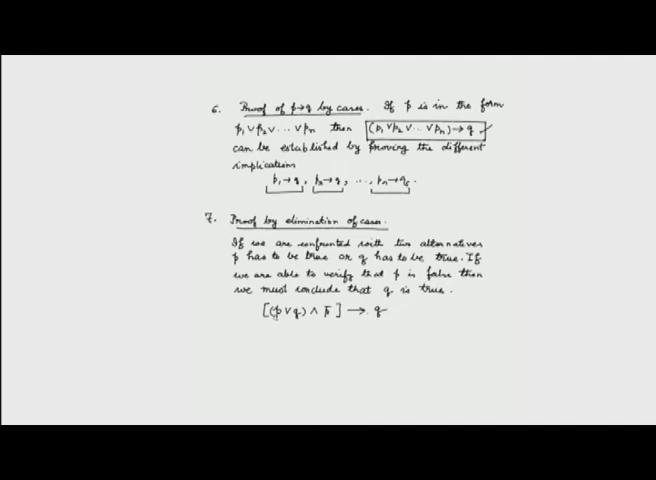 6. Proof of p→q by cases. If p is in the form
p₁ ∨ p₂ ∨ ... ∨ pₙ then (p₁ ∨ p₂ ∨ ... ∨ pₙ) → q
can be established by proving the different
implications
p₁→q, p₂→q, ..., pₙ→q.
7. Proof by elimination of cases.
If we are confronted with two alternatives
p has to be true or q has to be true. If
we are able to verify that p is false then
we must conclude that q is true.
[(p ∨ q) ∧ p̄] → q